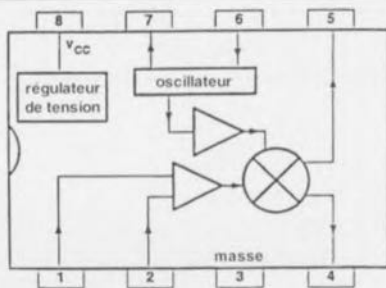 8 7 6 5
VCC
régulateur
de tension
oscillateur
masse
1 2 3 4